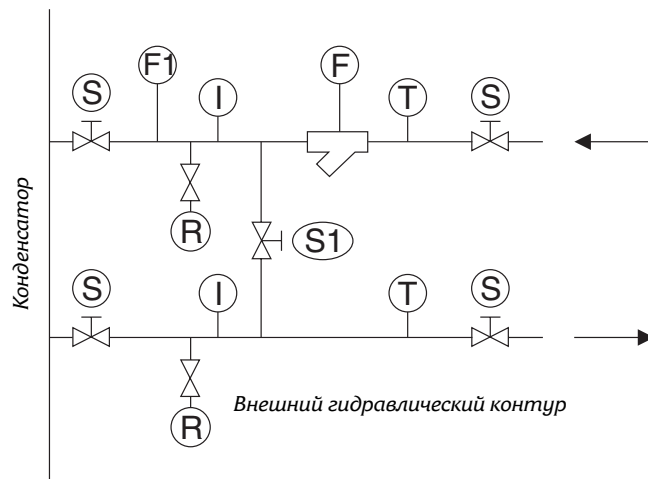 F1
F
S
I
T
S
R
S1
S
I
T
S
R
Конденсатор
Внешний гидравлический контур